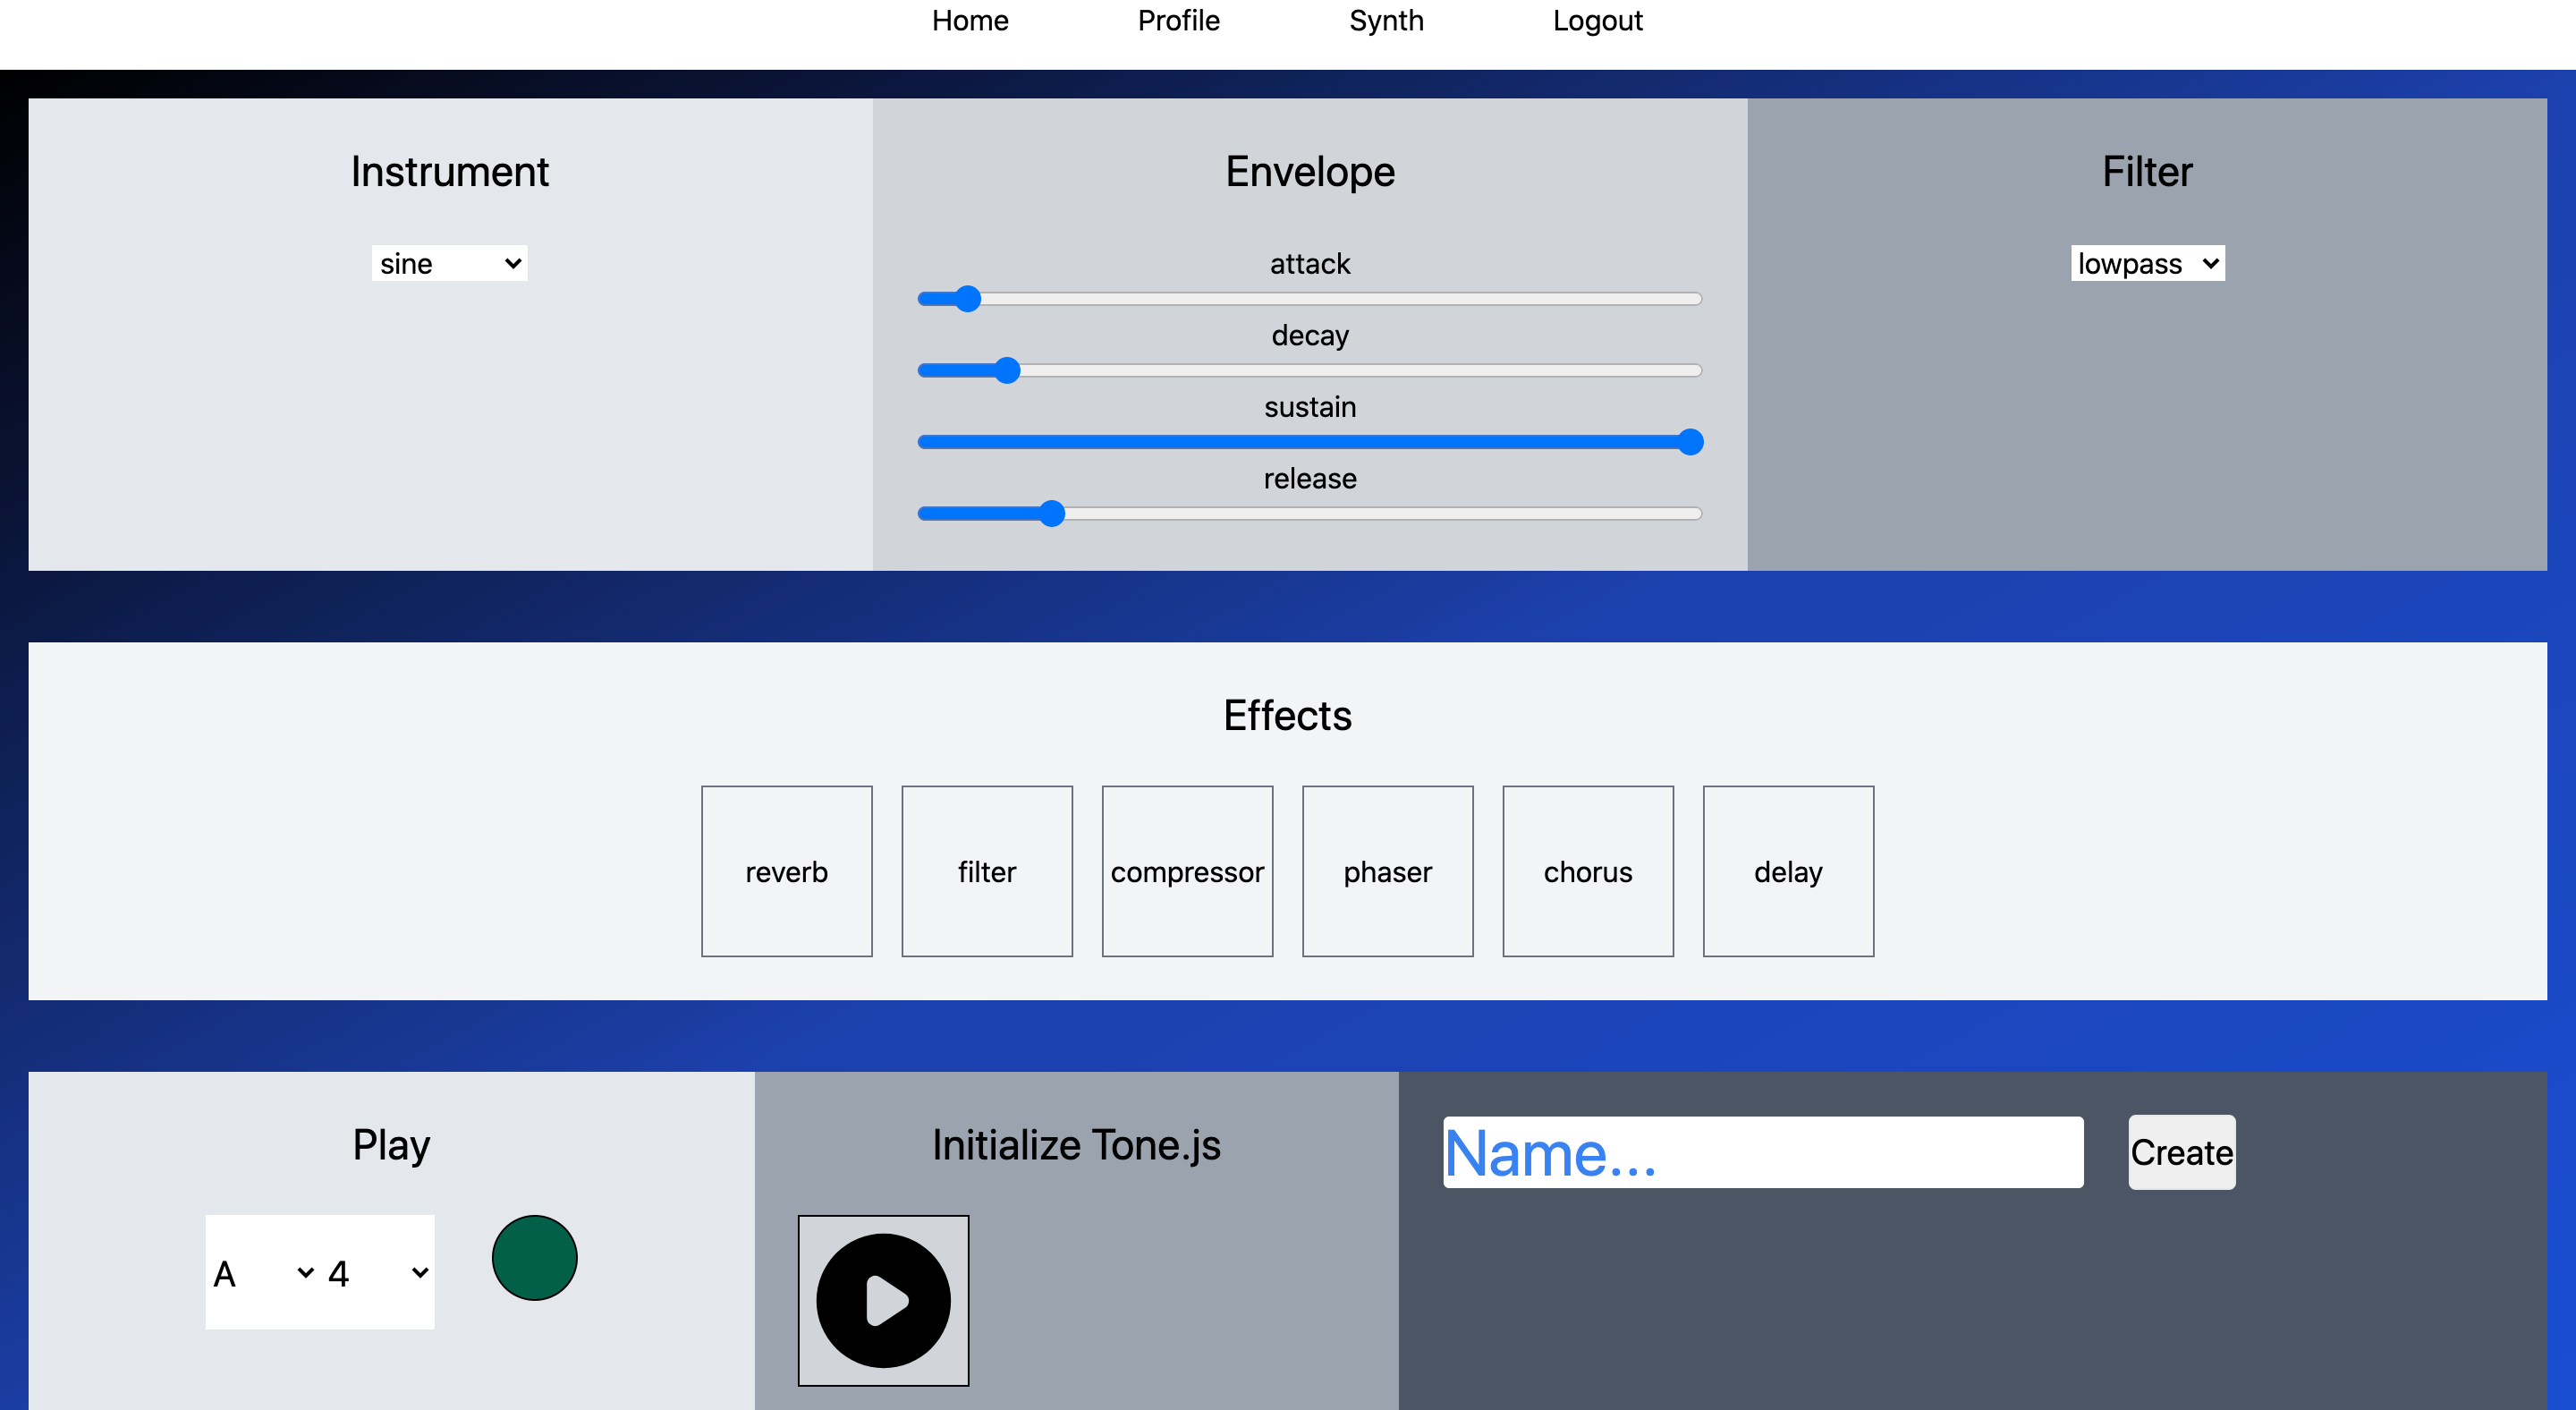 Home Profile Synth Logout
Instrument
sine
Envelope
attack
decay
sustain
release
Filter
lowpass
Effects
reverb
filter
compressor
phaser
chorus
delay
Play
A
4
Initialize Tone.js
Name...
Create